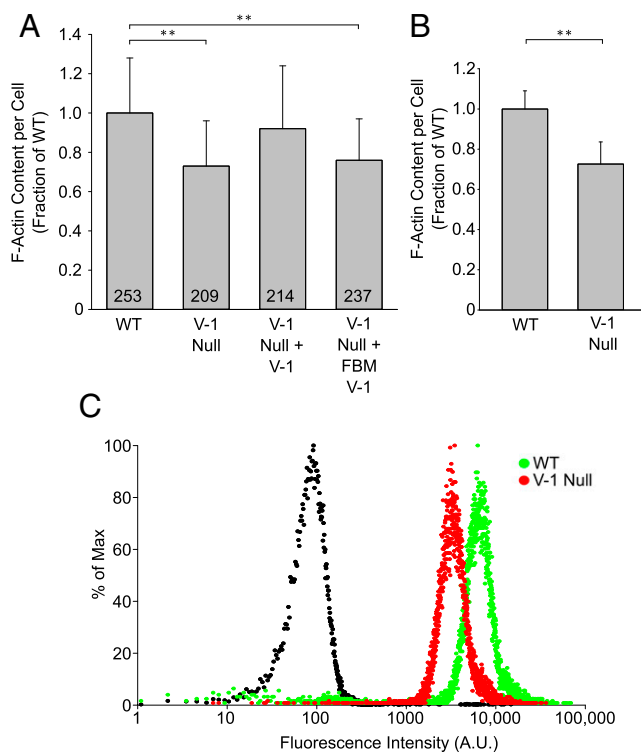 A
**
**
F-Actin Content per Cell
(Fraction of WT)
1.4
1.2
1.0
0.8
0.6
0.4
0.2
0
253
209
214
237
WT
V-1
Null
V-1
Null +
V-1
V-1
Null +
FBM
V-1
B
**
F-Actin Content per Cell
(Fraction of WT)
1.2
1.0
0.8
0.6
0.4
0.2
0
WT
V-1
Null
C
% of Max
100
80
60
40
20
0
WT
V-1 Null
1
10
100
1000
10,000
100,000
Fluorescence Intensity (A.U.)